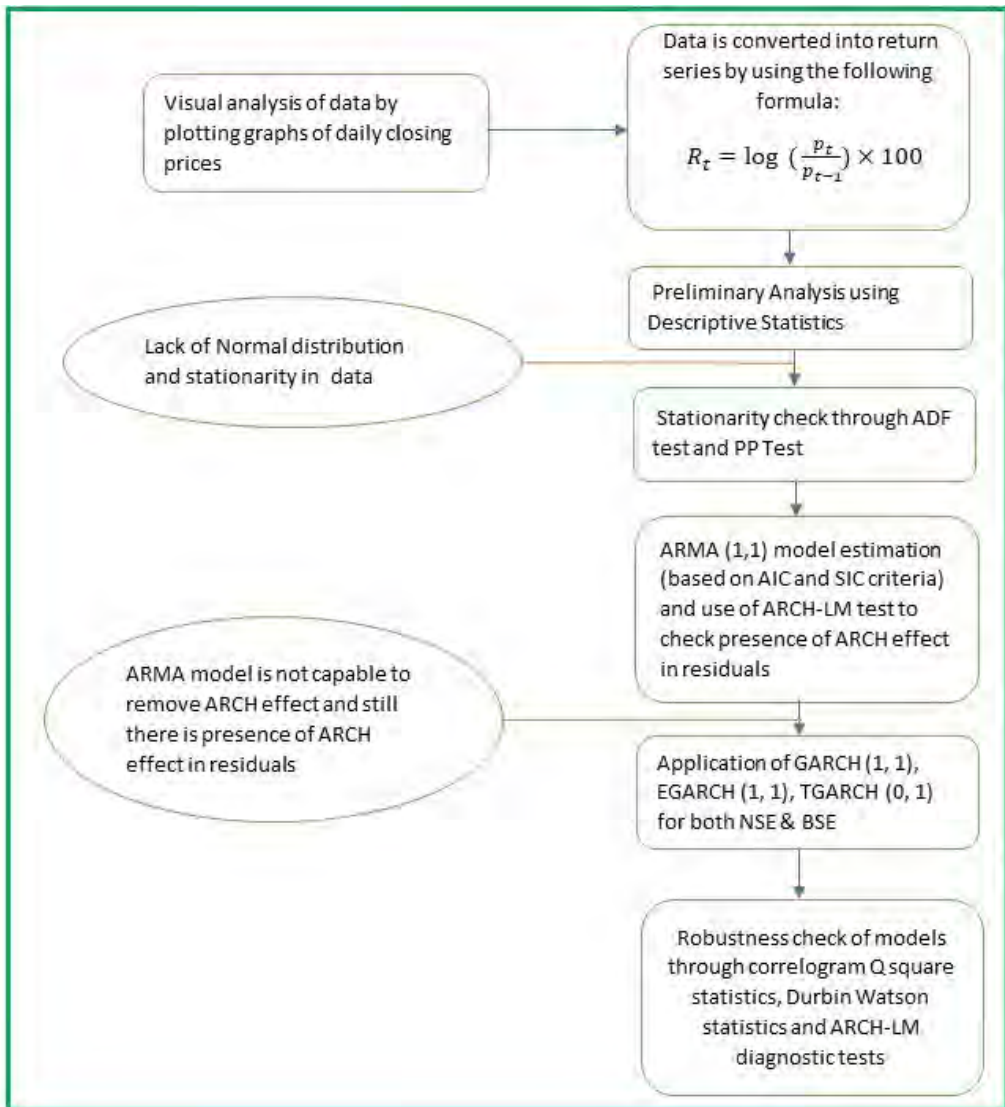 Visual analysis of data by
plotting graphs of daily closing
prices
Data is converted into return
series by using the following
formula:
R_t = log (p_t/p_{t-1}) × 100
Preliminary Analysis using
Descriptive Statistics
Lack of Normal distribution
and stationarity in data
Stationarity check through ADF
test and PP Test
ARMA (1,1) model estimation
(based on AIC and SIC criteria)
and use of ARCH-LM test to
check presence of ARCH effect
in residuals
ARMA model is not capable to
remove ARCH effect and still
there is presence of ARCH
effect in residuals
Application of GARCH (1, 1),
EGARCH (1, 1), TGARCH (0, 1)
for both NSE & BSE
Robustness check of models
through correlogram Q square
statistics, Durbin Watson
statistics and ARCH-LM
diagnostic tests